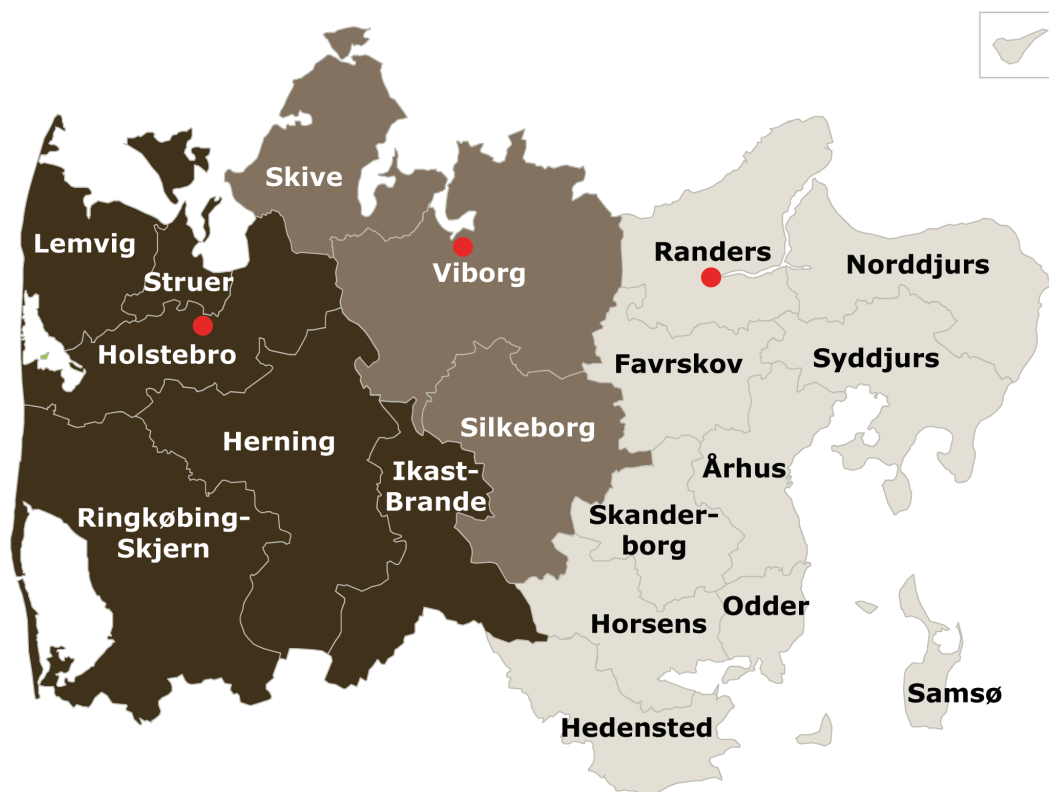 Skive
Lemvig
Struer
Viborg
Randers
Norddjurs
Holstebro
Favrskov
Syddjurs
Herning
Silkeborg
Ikast-
Brande
Århus
Ringkøbing-
Skjern
Skander-
borg
Horsens
Odder
Samsø
Hedensted